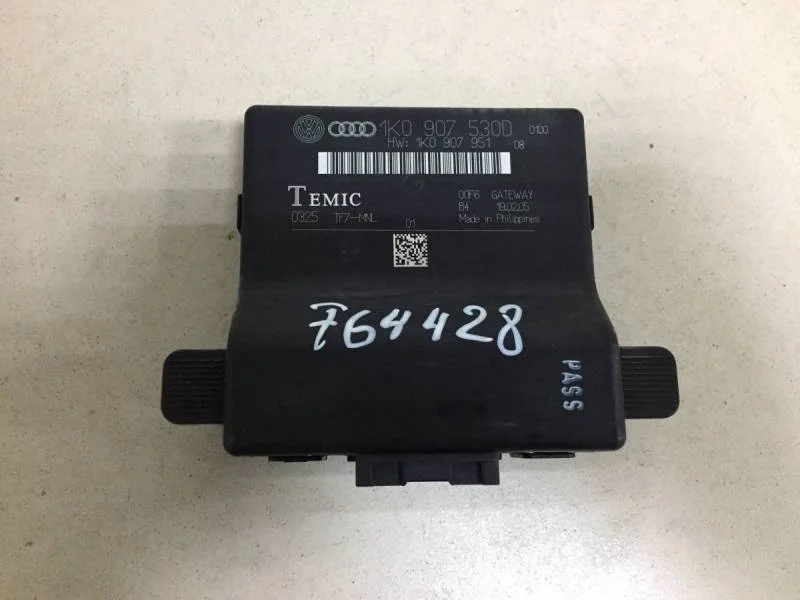 1K0 907 530D 0100
HW: 1K0 907 951 08
TEMIC
00F6 GATEWAY
B4 19.02.05
0325 TF7-MNL
Made in Philippines
01
764428
PASS